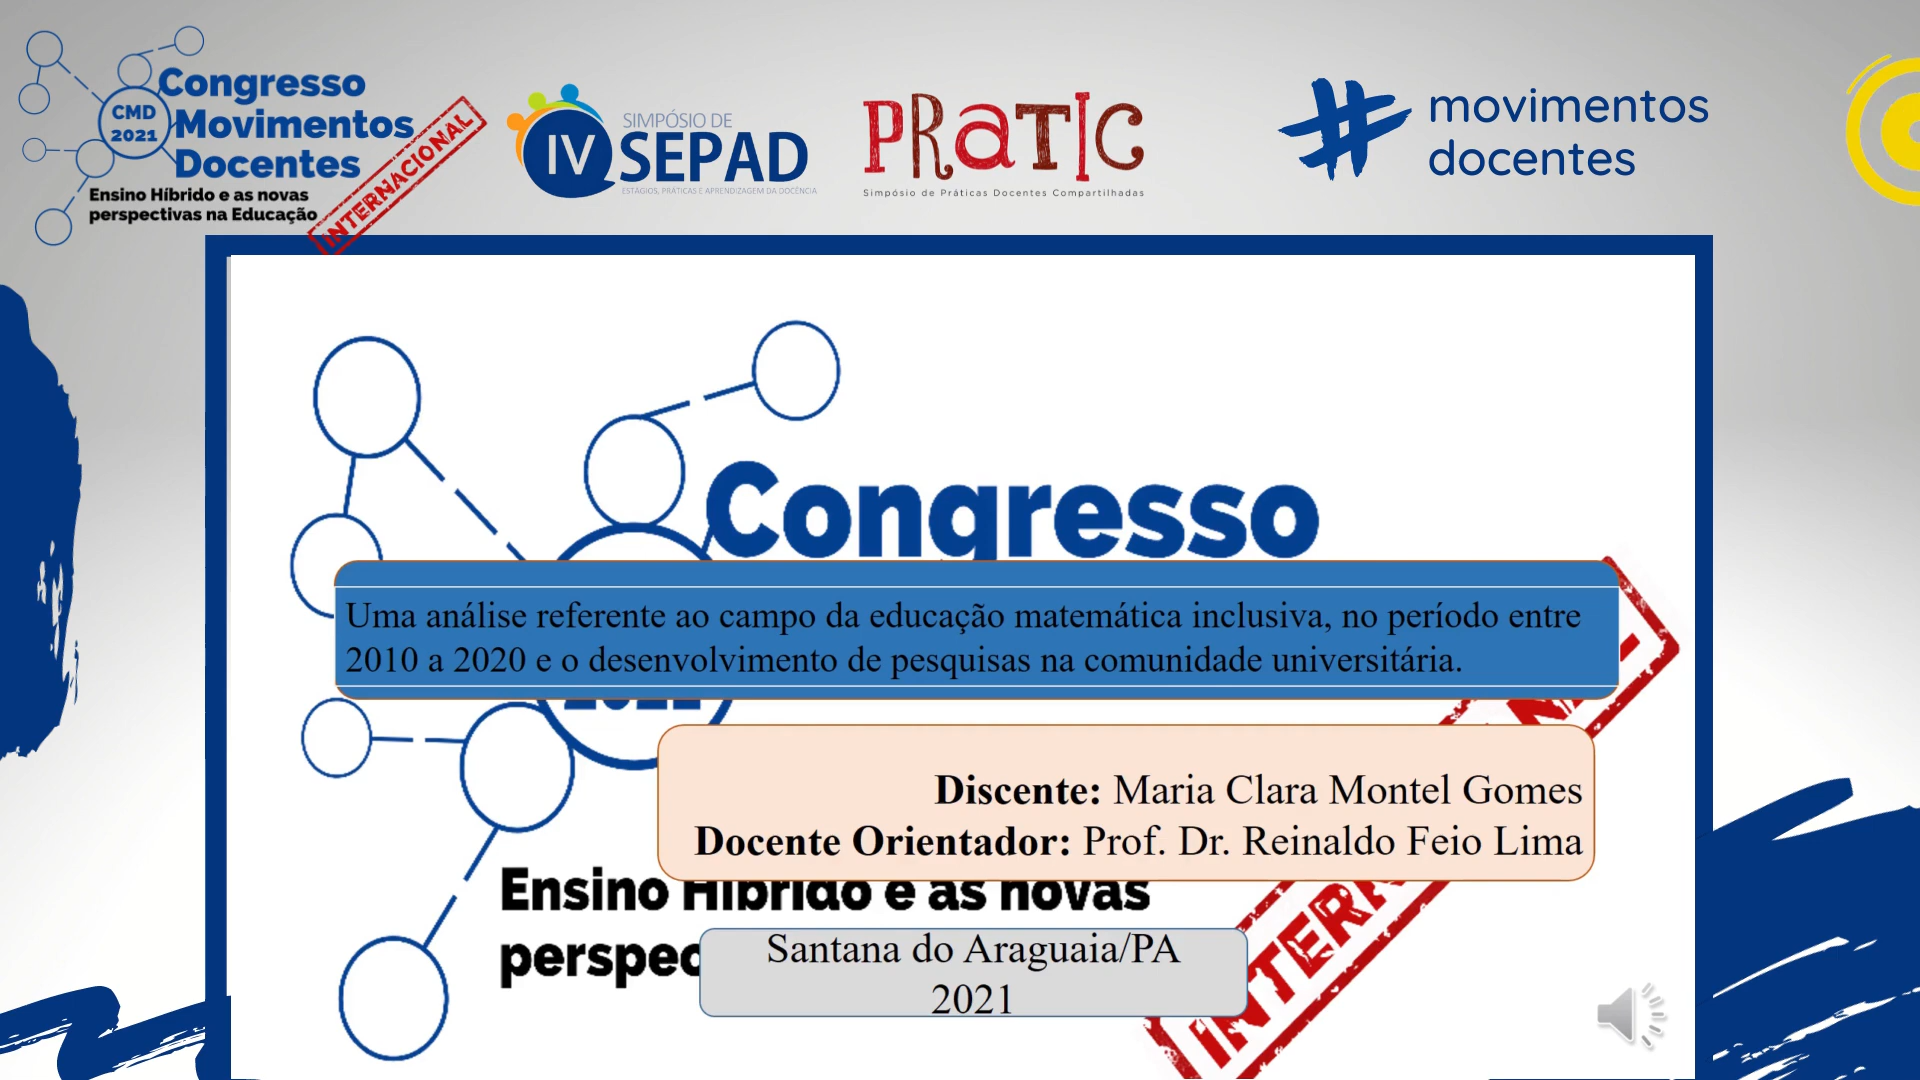 Congresso
Movimentos
Docentes
CMD
2021
Ensino Híbrido e as novas
perspectivas na Educação
INTERNACIONAL
SIMPÓSIO DE
IV SEPAD
ESTÁGIOS, PRÁTICAS E APRENDIZAGEM DA DOCÊNCIA
PRATIC
Simpósio de Práticas Docentes Compartilhadas
# movimentos
docentes
Congresso
Uma análise referente ao campo da educação matemática inclusiva, no período entre
2010 a 2020 e o desenvolvimento de pesquisas na comunidade universitária.
2021
Discente: Maria Clara Montel Gomes
Docente Orientador: Prof. Dr. Reinaldo Feio Lima
Ensino Híbrido e as novas
perspec
Santana do Araguaia/PA
2021
INTER